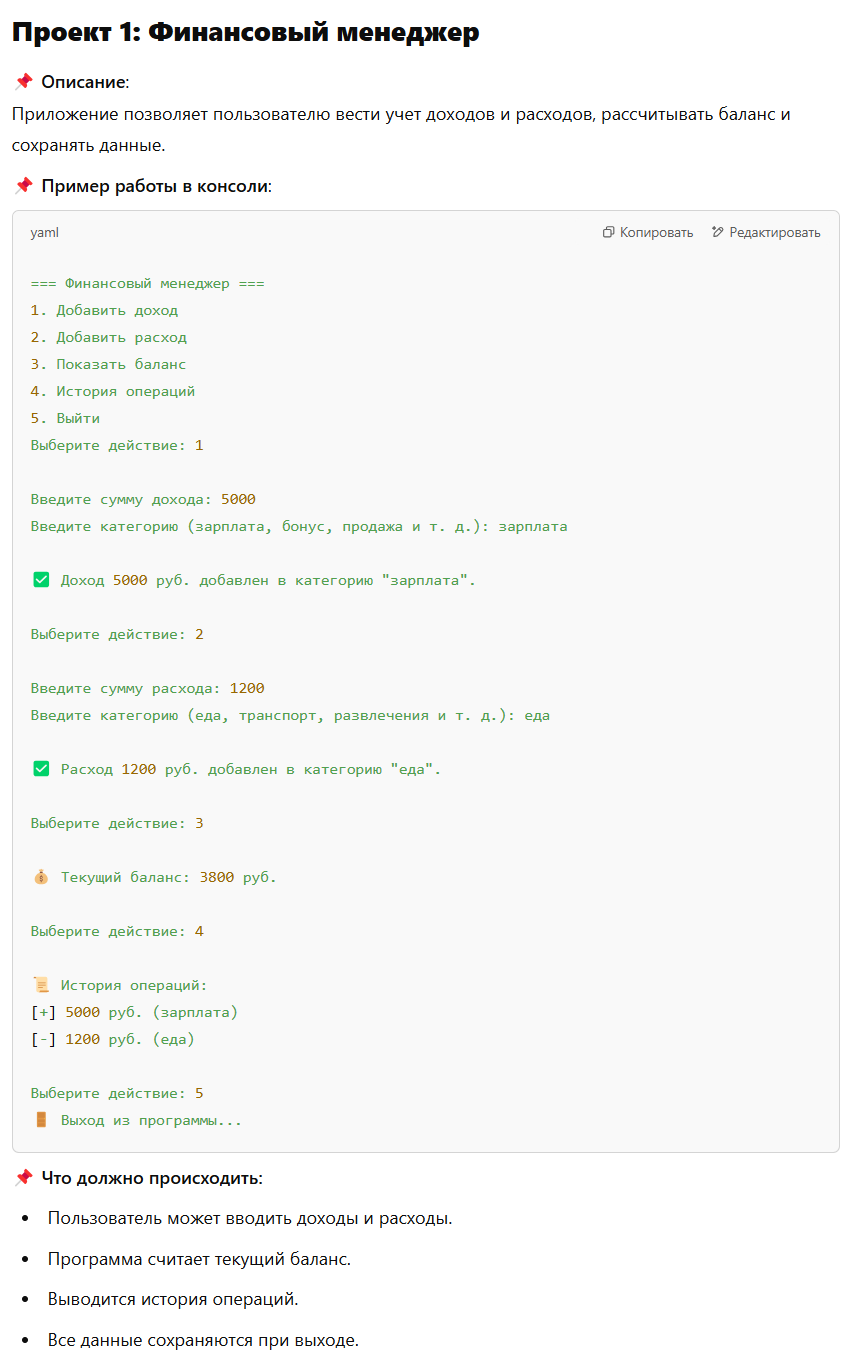 Проект 1: Финансовый менеджер
📌 Описание:
Приложение позволяет пользователю вести учет доходов и расходов, рассчитывать баланс и
сохранять данные.
📌 Пример работы в консоли:
yaml Копировать Редактировать
=== Финансовый менеджер ===
1. Добавить доход
2. Добавить расход
3. Показать баланс
4. История операций
5. Выйти
Выберите действие: 1
Введите сумму дохода: 5000
Введите категорию (зарплата, бонус, продажа и т. д.): зарплата
✅ Доход 5000 руб. добавлен в категорию "зарплата".
Выберите действие: 2
Введите сумму расхода: 1200
Введите категорию (еда, транспорт, развлечения и т. д.): еда
✅ Расход 1200 руб. добавлен в категорию "еда".
Выберите действие: 3
💰 Текущий баланс: 3800 руб.
Выберите действие: 4
📜 История операций:
[+] 5000 руб. (зарплата)
[-] 1200 руб. (еда)
Выберите действие: 5
🚪 Выход из программы...
📌 Что должно происходить:
• Пользователь может вводить доходы и расходы.
• Программа считает текущий баланс.
• Выводится история операций.
• Все данные сохраняются при выходе.